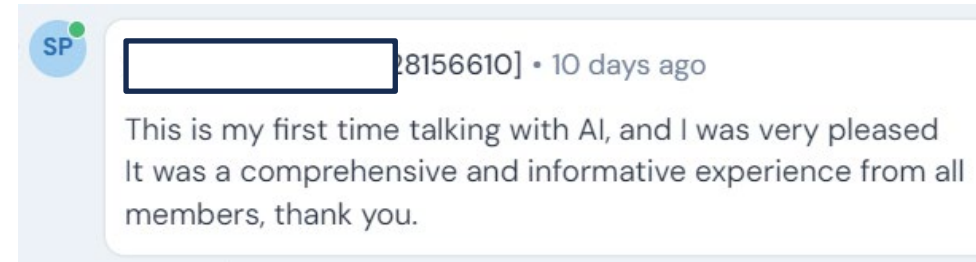 SP
28156610] • 10 days ago
This is my first time talking with AI, and I was very pleased
It was a comprehensive and informative experience from all
members, thank you.